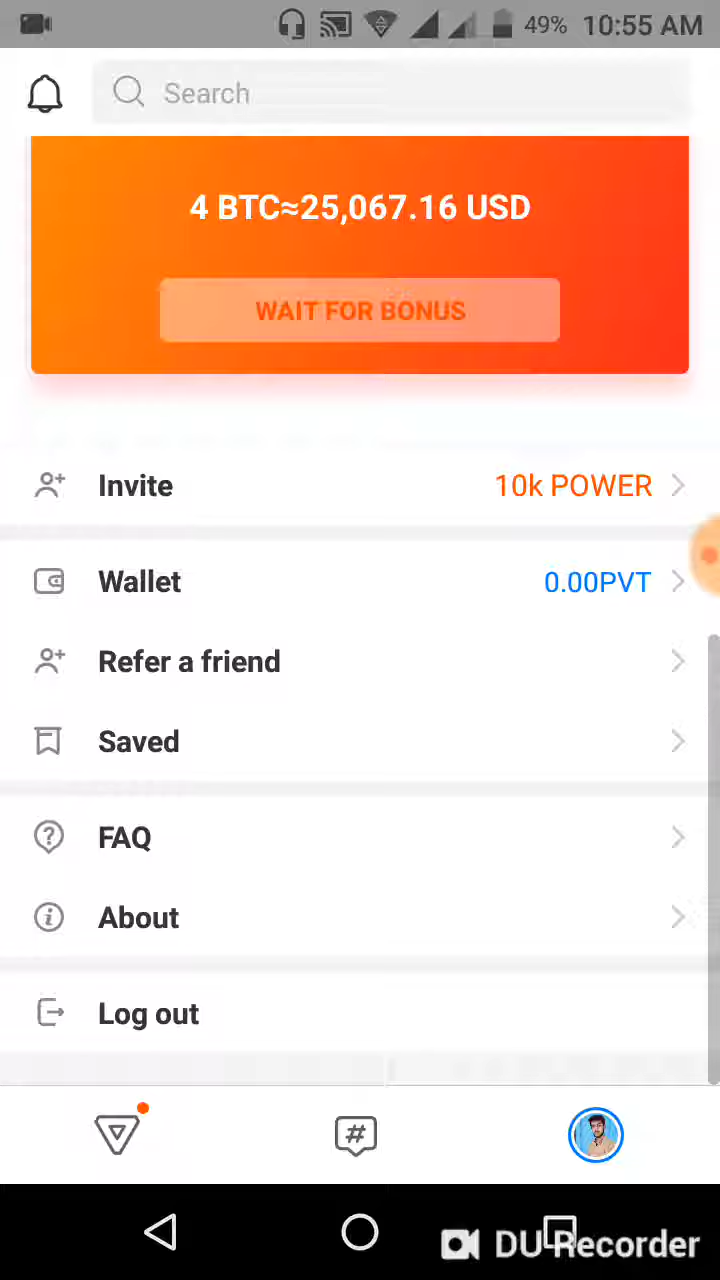 49% 10:55 AM
Search
4 BTC≈25,067.16 USD
WAIT FOR BONUS
Invite 10k POWER
Wallet 0.00PVT
Refer a friend
Saved
FAQ
About
Log out
#
DU Recorder